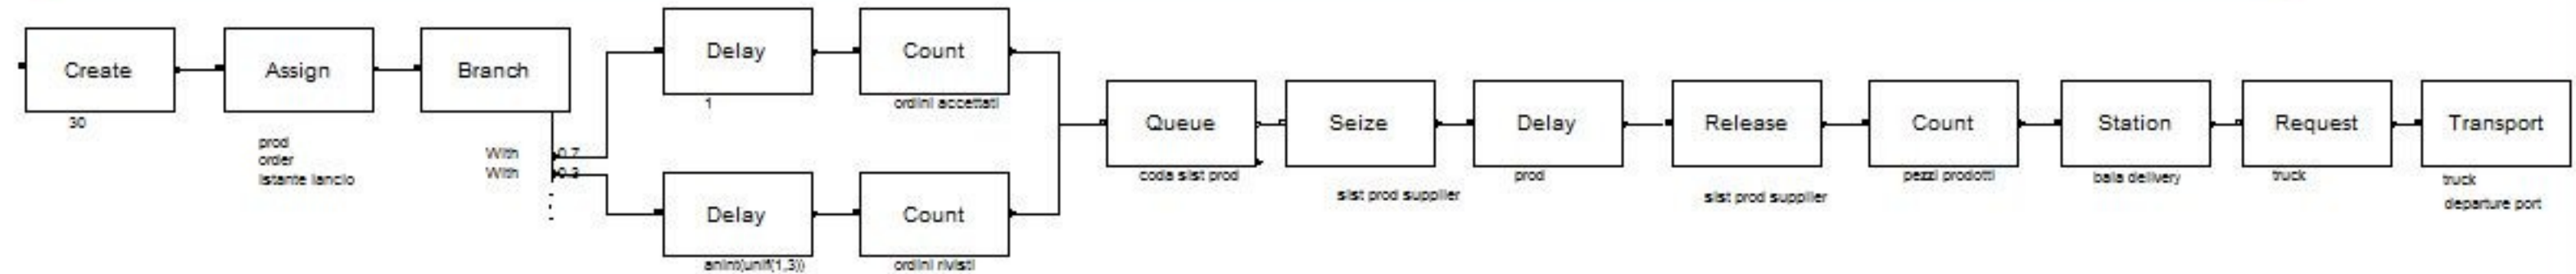 Create
30
Assign
prod
order
istante lancio
Branch
With 0.7
With 0.3
Delay
1
Count
ordini accettati
Delay
anint(unif(1,3))
Count
ordini rivisti
Queue
coda sist prod
Seize
sist prod supplier
Delay
prod
Release
sist prod supplier
Count
pezzi prodotti
Station
baia delivery
Request
truck
Transport
truck
departure port